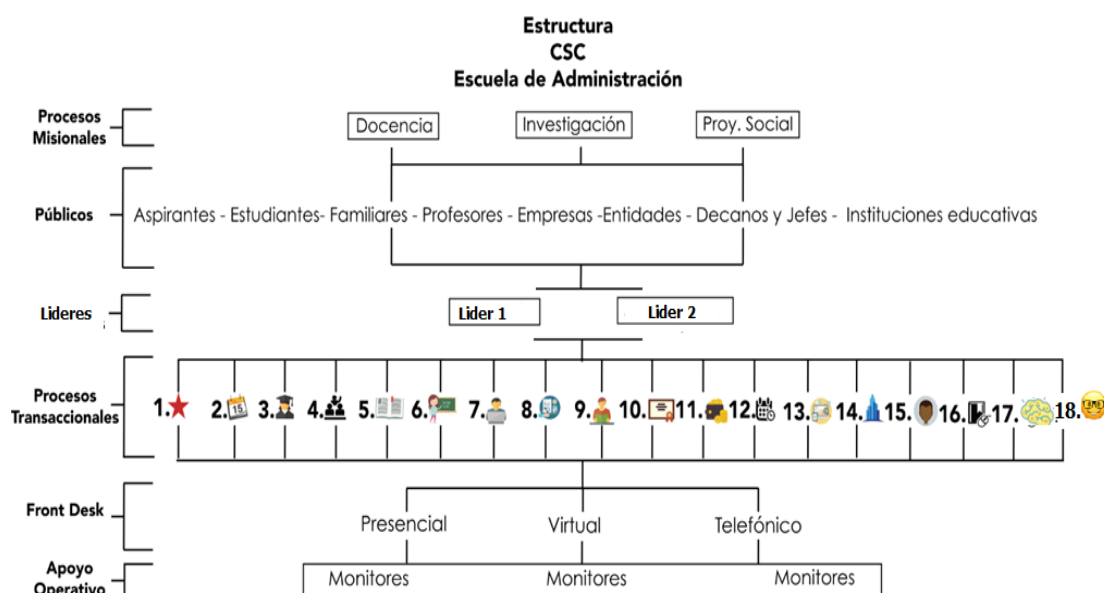 Estructura
CSC
Escuela de Administración
Procesos
Misionales
Docencia
Investigación
Proy. Social
Públicos
Aspirantes - Estudiantes- Familiares - Profesores - Empresas -Entidades - Decanos y Jefes - Instituciones educativas
Lideres
Lider 1
Lider 2
Procesos
Transaccionales
1. 2. 15 3. 4. 5. 6. 7. 8. 9. 10. 11. 12. 13. 14. 15. 16. 17. 18.
Front Desk
Presencial
Virtual
Telefónico
Apoyo
Operativo
Monitores
Monitores
Monitores